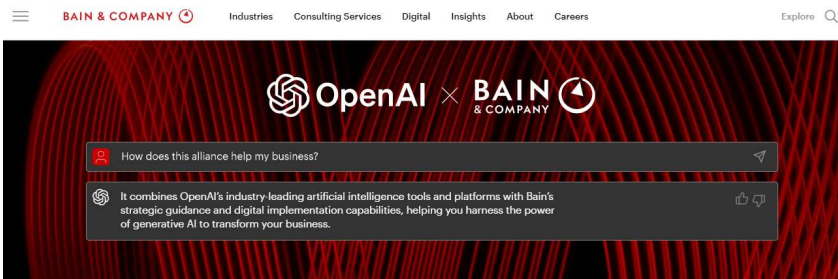 BAIN & COMPANY Industries Consulting Services Digital Insights About Careers Explore
OpenAI × BAIN & COMPANY
How does this alliance help my business?
It combines OpenAI's industry-leading artificial intelligence tools and platforms with Bain's
strategic guidance and digital implementation capabilities, helping you harness the power
of generative AI to transform your business.